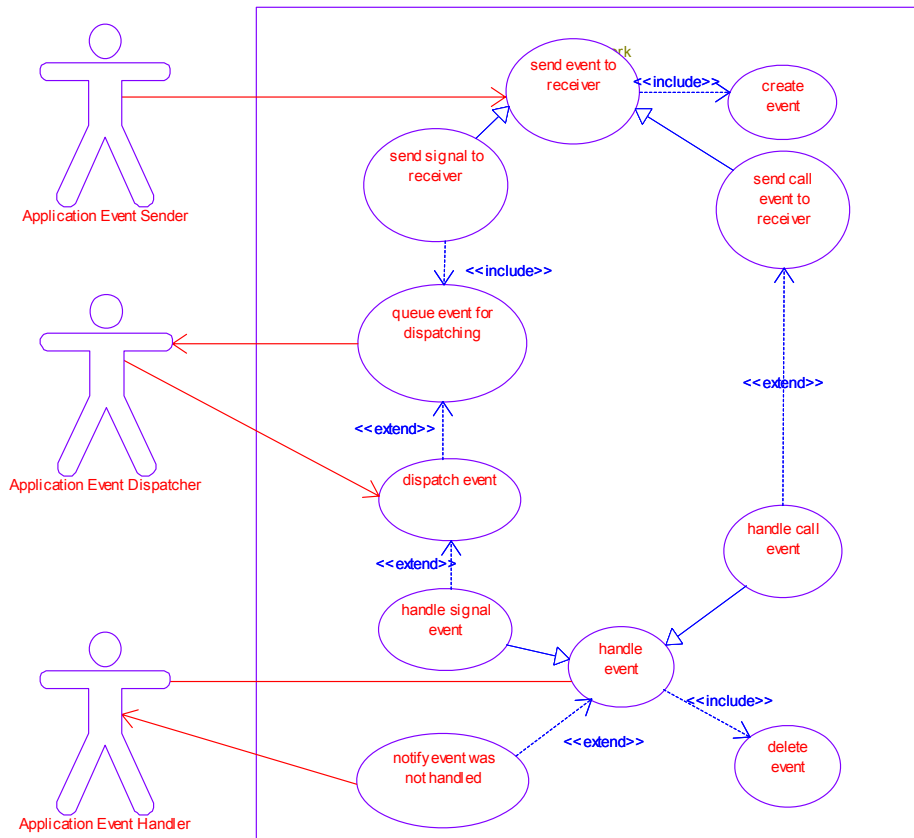 send event to
receiver
<<include>>
create
event
send signal to
receiver
send call
event to
receiver
Application Event Sender
<<include>>
queue event for
dispatching
<<extend>>
<<extend>>
dispatch event
Application Event Dispatcher
<<extend>>
handle call
event
handle signal
event
handle
event
<<include>>
<<extend>>
notify event was
not handled
delete
event
Application Event Handler